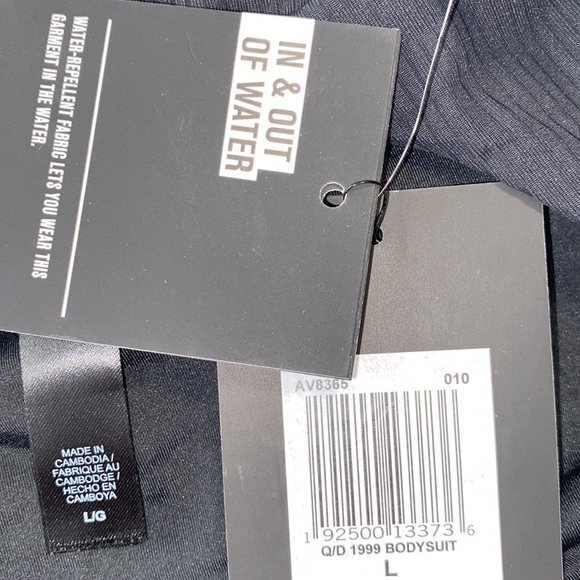 IN & OUT
OF WATER
WATER-REPELLENT FABRIC LETS YOU WEAR THIS
GARMENT IN THE WATER.
AV8365 010
1 92500 13373 6
Q/D 1999 BODYSUIT
L
MADE IN
CAMBODIA /
FABRIQUE AU
CAMBODGE /
HECHO EN
CAMBOYA
L/G